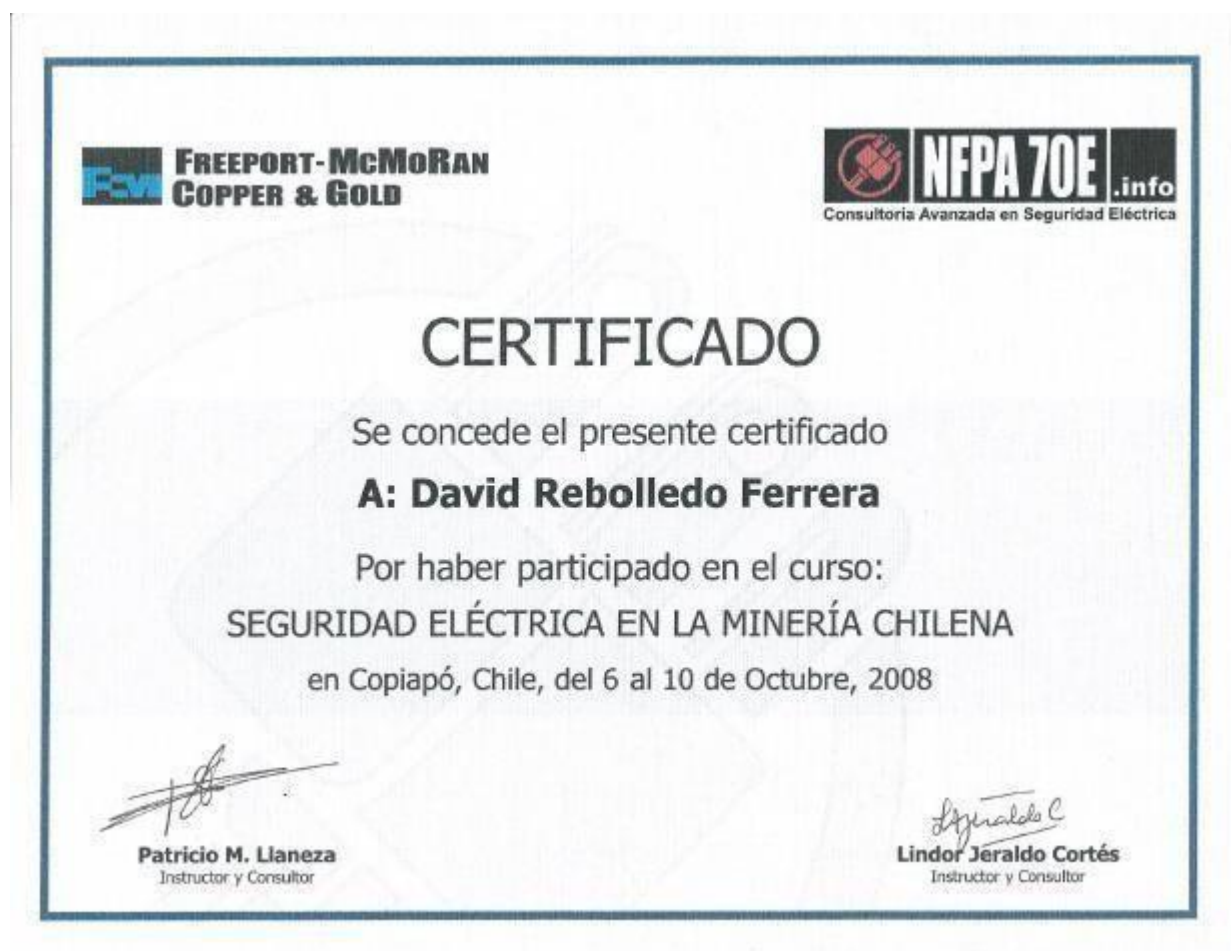 FREEPORT-MCMORAN
COPPER & GOLD
NFPA 70E .info
Consultoria Avanzada en Seguridad Eléctrica
CERTIFICADO
Se concede el presente certificado
A: David Rebolledo Ferrera
Por haber participado en el curso:
SEGURIDAD ELÉCTRICA EN LA MINERÍA CHILENA
en Copiapó, Chile, del 6 al 10 de Octubre, 2008
LJeraldo C
Patricio M. Llaneza
Instructor y Consultor
Lindor Jeraldo Cortés
Instructor y Consultor